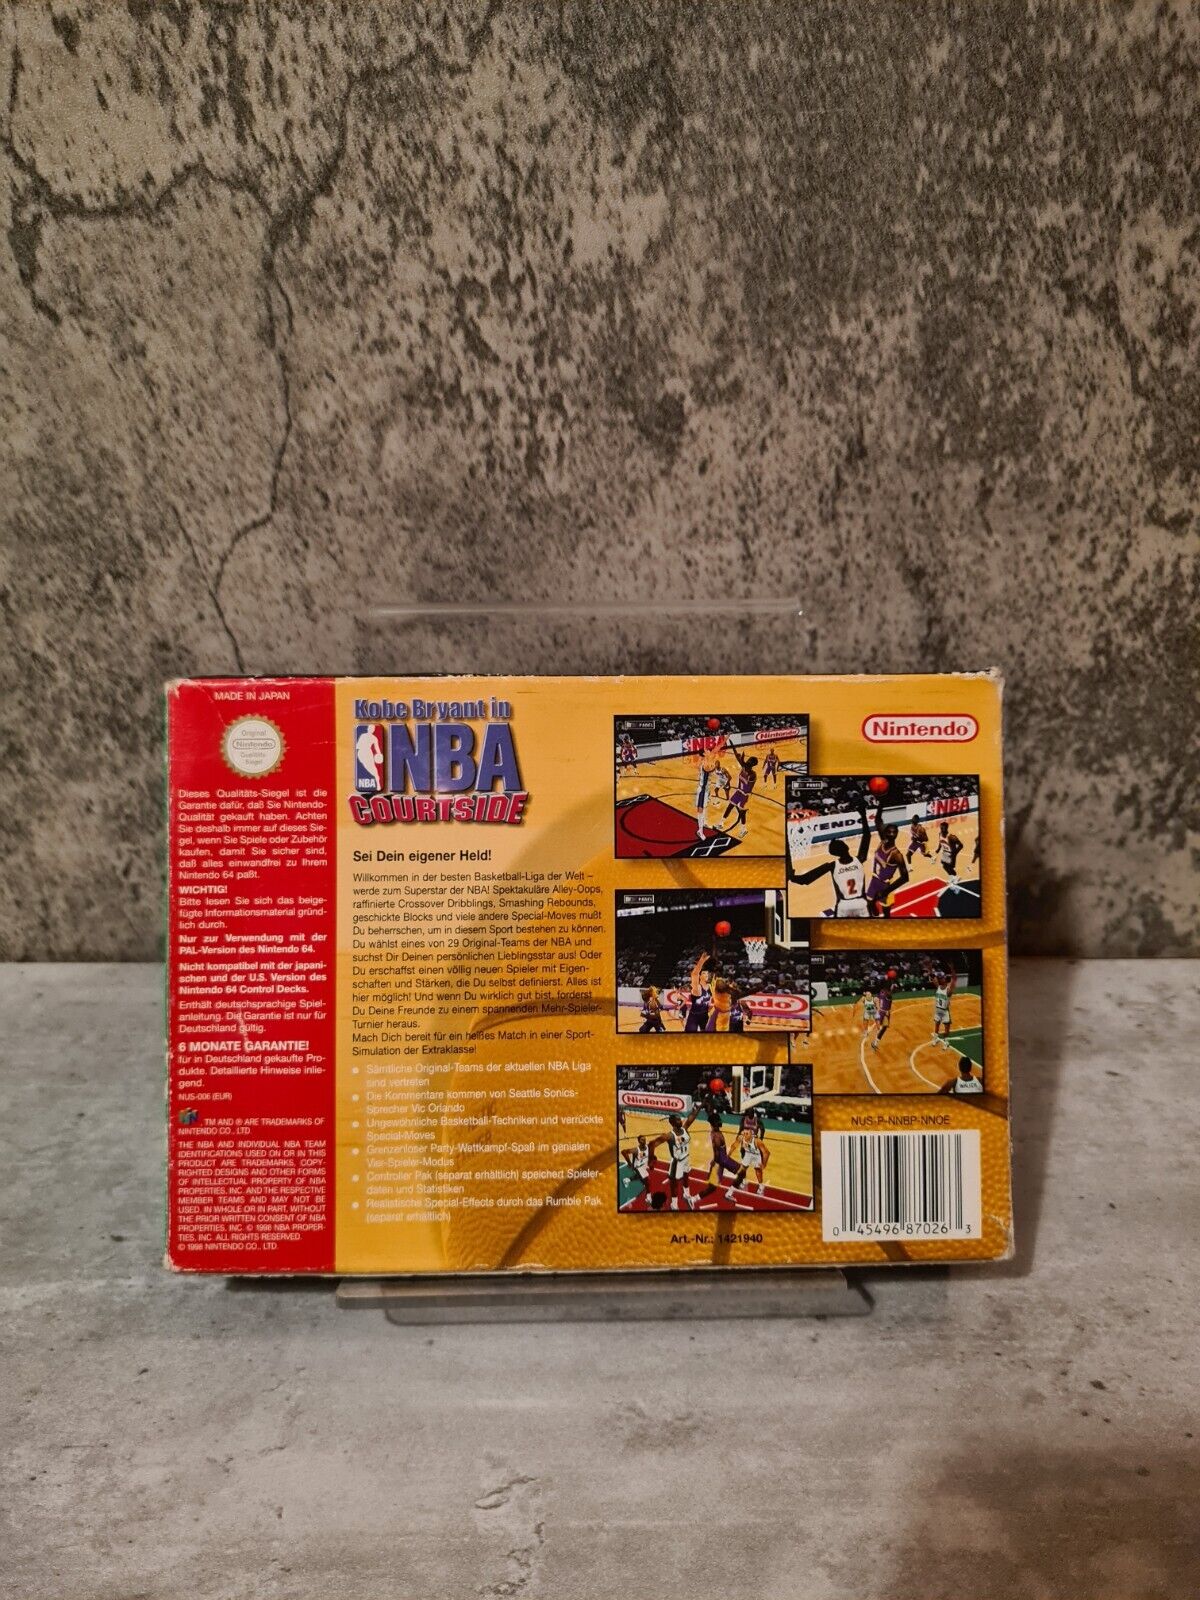 MADE IN JAPAN
Original
Nintendo
Qualitäts-
Siegel
Dieses Qualitäts-Siegel ist die
Garantie dafür, daß Sie Nintendo-
Qualität gekauft haben. Achten
Sie deshalb immer auf dieses Sie-
gel, wenn Sie Spiele oder Zubehör
kaufen, damit Sie sicher sind,
daß alles einwandfrei zu Ihrem
Nintendo 64 paßt.
WICHTIG!
Bitte lesen Sie sich das beige-
fügte Informationsmaterial gründ-
lich durch.
Nur zur Verwendung mit der
PAL-Version des Nintendo 64.
Nicht kompatibel mit der japani-
schen und der U.S. Version des
Nintendo 64 Control Decks.
Enthält deutschsprachige Spiel-
anleitung. Die Garantie ist nur für
Deutschland gültig.
6 MONATE GARANTIE!
für in Deutschland gekaufte Pro-
dukte. Detaillierte Hinweise inlie-
gend.
NUS-006 (EUR)
, TM AND ® ARE TRADEMARKS OF
NINTENDO CO., LTD.
THE NBA AND INDIVIDUAL NBA TEAM
IDENTIFICATIONS USED ON OR IN THIS
PRODUCT ARE TRADEMARKS, COPY-
RIGHTED DESIGNS AND OTHER FORMS
OF INTELLECTUAL PROPERTY OF NBA
PROPERTIES, INC. AND THE RESPECTIVE
MEMBER TEAMS AND MAY NOT BE
USED, IN WHOLE OR IN PART, WITHOUT
THE PRIOR WRITTEN CONSENT OF NBA
PROPERTIES, INC. © 1998 NBA PROPER-
TIES, INC. ALL RIGHTS RESERVED.
© 1998 NINTENDO CO., LTD.
Kobe Bryant in
NBA
NBA
COURTSIDE
Sei Dein eigener Held!
Willkommen in der besten Basketball-Liga der Welt –
werde zum Superstar der NBA! Spektakuläre Alley-Oops,
raffinierte Crossover Dribblings, Smashing Rebounds,
geschickte Blocks und viele andere Special-Moves mußt
Du beherrschen, um in diesem Sport bestehen zu können.
Du wählst eines von 29 Original-Teams der NBA und
suchst Dir Deinen persönlichen Lieblingsstar aus! Oder
Du erschaffst einen völlig neuen Spieler mit Eigen-
schaften und Stärken, die Du selbst definierst. Alles ist
hier möglich! Und wenn Du wirklich gut bist, forderst
Du Deine Freunde zu einem spannenden Mehr-Spieler-
Turnier heraus.
Mach Dich bereit für ein heißes Match in einer Sport-
Simulation der Extraklasse!
Sämtliche Original-Teams der aktuellen NBA Liga
sind vertreten
Die Kommentare kommen von Seattle Sonics-
Sprecher Vic Orlando
Ungewöhnliche Basketball-Techniken und verrückte
Special-Moves
Grenzenloser Party-Wettkampf-Spaß im genialen
Vier-Spieler-Modus
Controller Pak (separat erhältlich) speichert Spieler-
daten und Statistiken
Realistische Special-Effects durch das Rumble Pak
(separat erhältlich)
Nintendo®
NBA
Nintendo
TENDO
NBA
JOHNSON
2
ndo
Nintendo
NUS-P-NNBP-NNOE
0 45496 87026 3
Art.-Nr.: 1421940